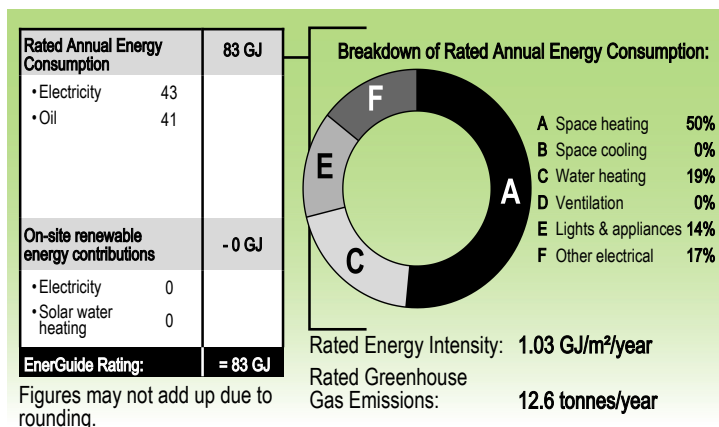 Rated Annual Energy
Consumption
83 GJ
• Electricity 43
• Oil 41
On-site renewable
energy contributions
- 0 GJ
• Electricity 0
• Solar water
heating
0
EnerGuide Rating: = 83 GJ
Figures may not add up due to
rounding.
Breakdown of Rated Annual Energy Consumption:
F
E
A
C
A Space heating 50%
B Space cooling 0%
C Water heating 19%
D Ventilation 0%
E Lights & appliances 14%
F Other electrical 17%
Rated Energy Intensity: 1.03 GJ/m²/year
Rated Greenhouse
Gas Emissions: 12.6 tonnes/year